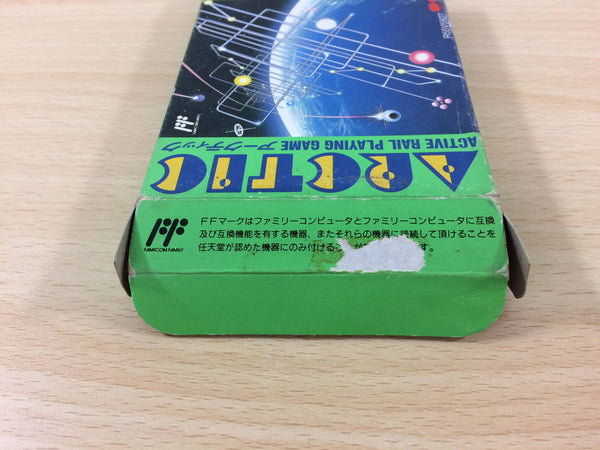 ARCTIC
ACTIVE RAIL PLAYING GAME アークティック
FF
FF
FAMICOM FAMILY
FFマークはファミリーコンピュータとファミリーコンピュータに互換
及び互換機能を有する機器、またそれらの機器に接続して頂けることを
任天堂が認めた機器にのみ付けるこ が す。